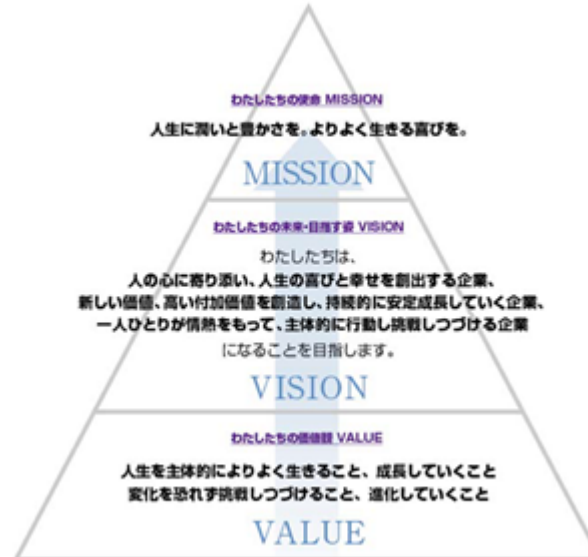 わたしたちの使命 MISSION
人生に潤いと豊かさを。よりよく生きる喜びを。
MISSION
わたしたちの未来・目指す姿 VISION
わたしたちは、
人の心に寄り添い、人生の喜びと幸せを創出する企業、
新しい価値、高い付加価値を創造し、持続的に安定成長していく企業、
一人ひとりが情熱をもって、主体的に行動し挑戦しつづける企業
になることを目指します。
VISION
わたしたちの価値観 VALUE
人生を主体的によりよく生きること、成長していくこと
変化を恐れず挑戦しつづけること、進化していくこと
VALUE